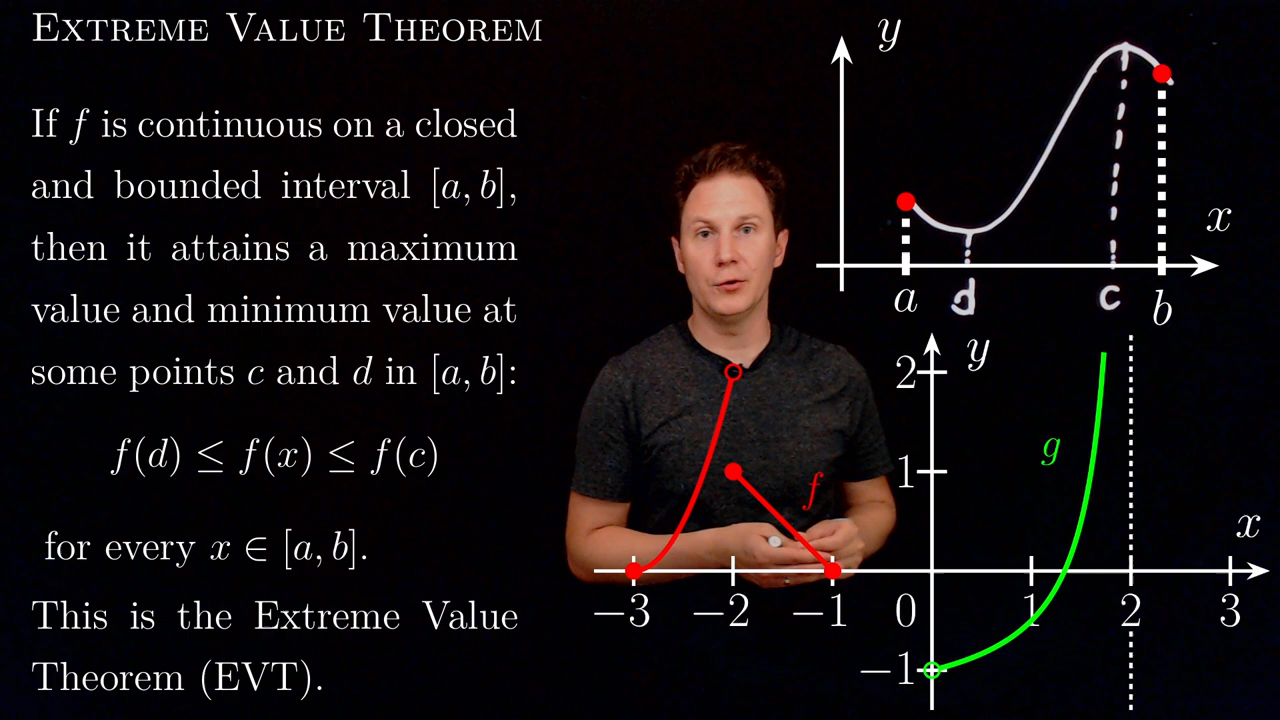 EXTREME VALUE THEOREM
If f is continuous on a closed
and bounded interval [a, b],
then it attains a maximum
value and minimum value at
some points c and d in [a, b]:
f(d) ≤ f(x) ≤ f(c)
for every x ∈ [a, b].
This is the Extreme Value
Theorem (EVT).
y
x
a d c b
y
2
g
1
f
x
−3 −2 −1 0 1 2 3
−1